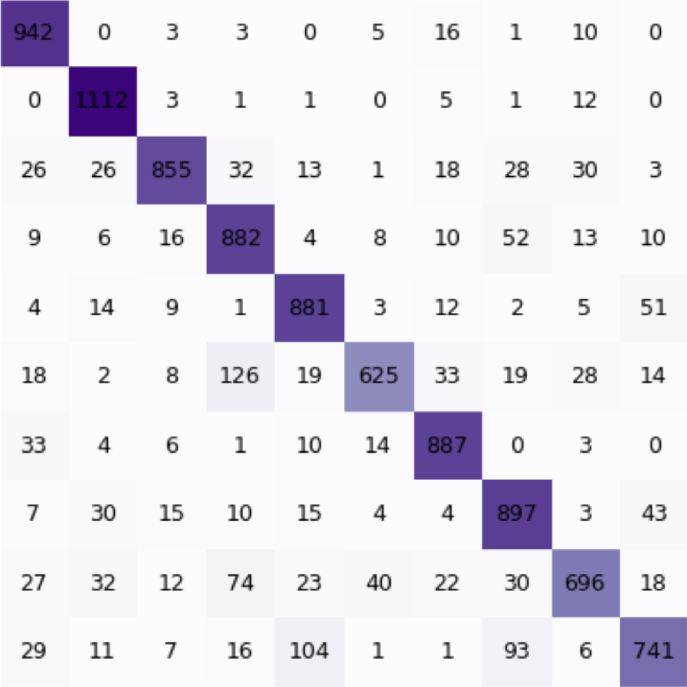 942 0 3 3 0 5 16 1 10 0
0 1112 3 1 1 0 5 1 12 0
26 26 855 32 13 1 18 28 30 3
9 6 16 882 4 8 10 52 13 10
4 14 9 1 881 3 12 2 5 51
18 2 8 126 19 625 33 19 28 14
33 4 6 1 10 14 887 0 3 0
7 30 15 10 15 4 4 897 3 43
27 32 12 74 23 40 22 30 696 18
29 11 7 16 104 1 1 93 6 741